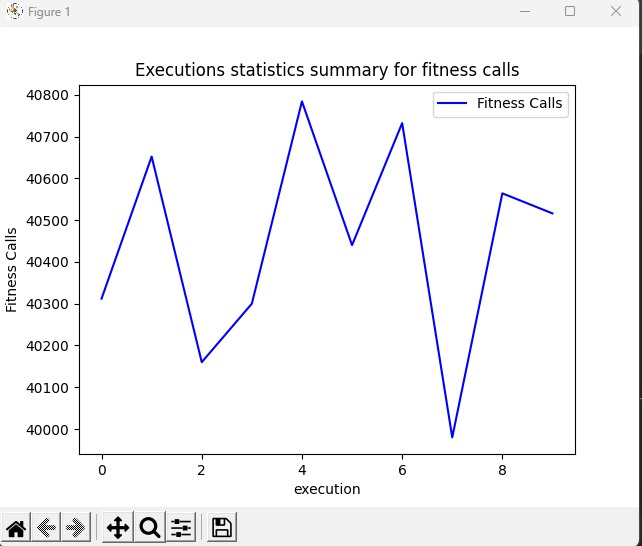 Figure 1
Executions statistics summary for fitness calls
Fitness Calls
40800
40700
40600
40500
40400
40300
40200
40100
40000
Fitness Calls
0 2 4 6 8
execution